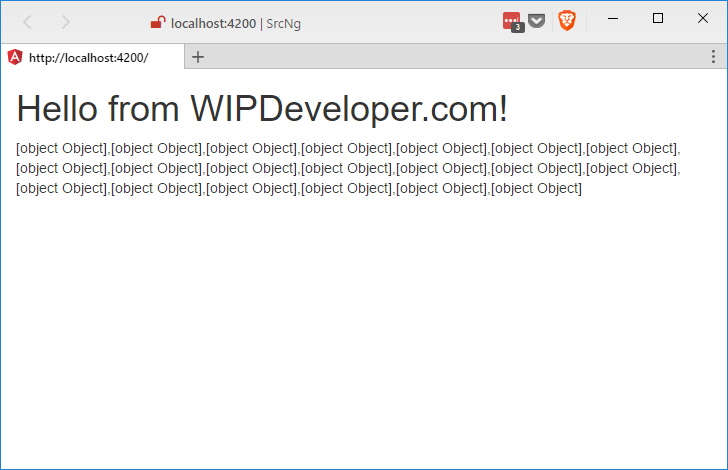 localhost:4200 | SrcNg
3
http://localhost:4200/
Hello from WIPDeveloper.com!
[object Object],[object Object],[object Object],[object Object],[object Object],[object Object],[object Object],
[object Object],[object Object],[object Object],[object Object],[object Object],[object Object],[object Object],
[object Object],[object Object],[object Object],[object Object],[object Object],[object Object]